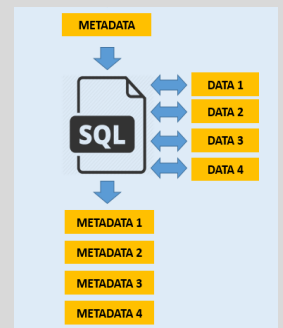 METADATA
DATA 1
DATA 2
SQL
DATA 3
DATA 4
METADATA 1
METADATA 2
METADATA 3
METADATA 4